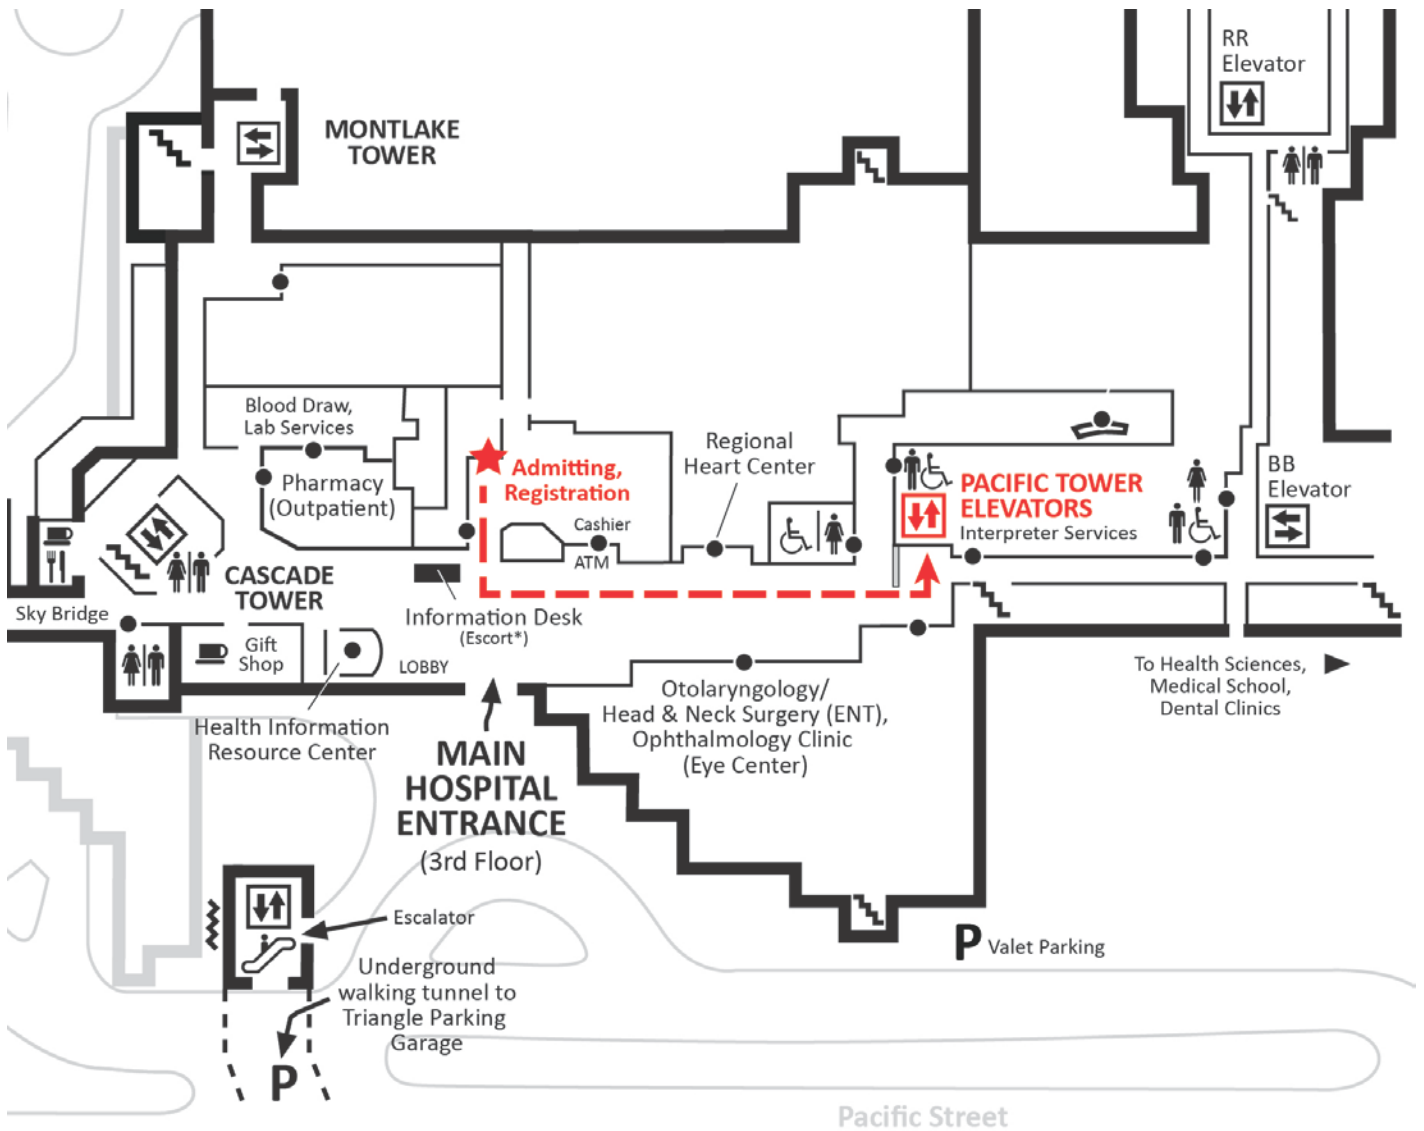 RR
Elevator
MONTLAKE
TOWER
Blood Draw,
Lab Services
Pharmacy
(Outpatient)
Admitting,
Registration
Regional
Heart Center
Cashier
ATM
PACIFIC TOWER
ELEVATORS
Interpreter Services
BB
Elevator
CASCADE
TOWER
Sky Bridge
Gift
Shop
Information Desk
(Escort*)
LOBBY
Health Information
Resource Center
MAIN
HOSPITAL
ENTRANCE
(3rd Floor)
Otolaryngology/
Head & Neck Surgery (ENT),
Ophthalmology Clinic
(Eye Center)
To Health Sciences,
Medical School,
Dental Clinics
Escalator
P Valet Parking
Underground
walking tunnel to
Triangle Parking
Garage
P
Pacific Street